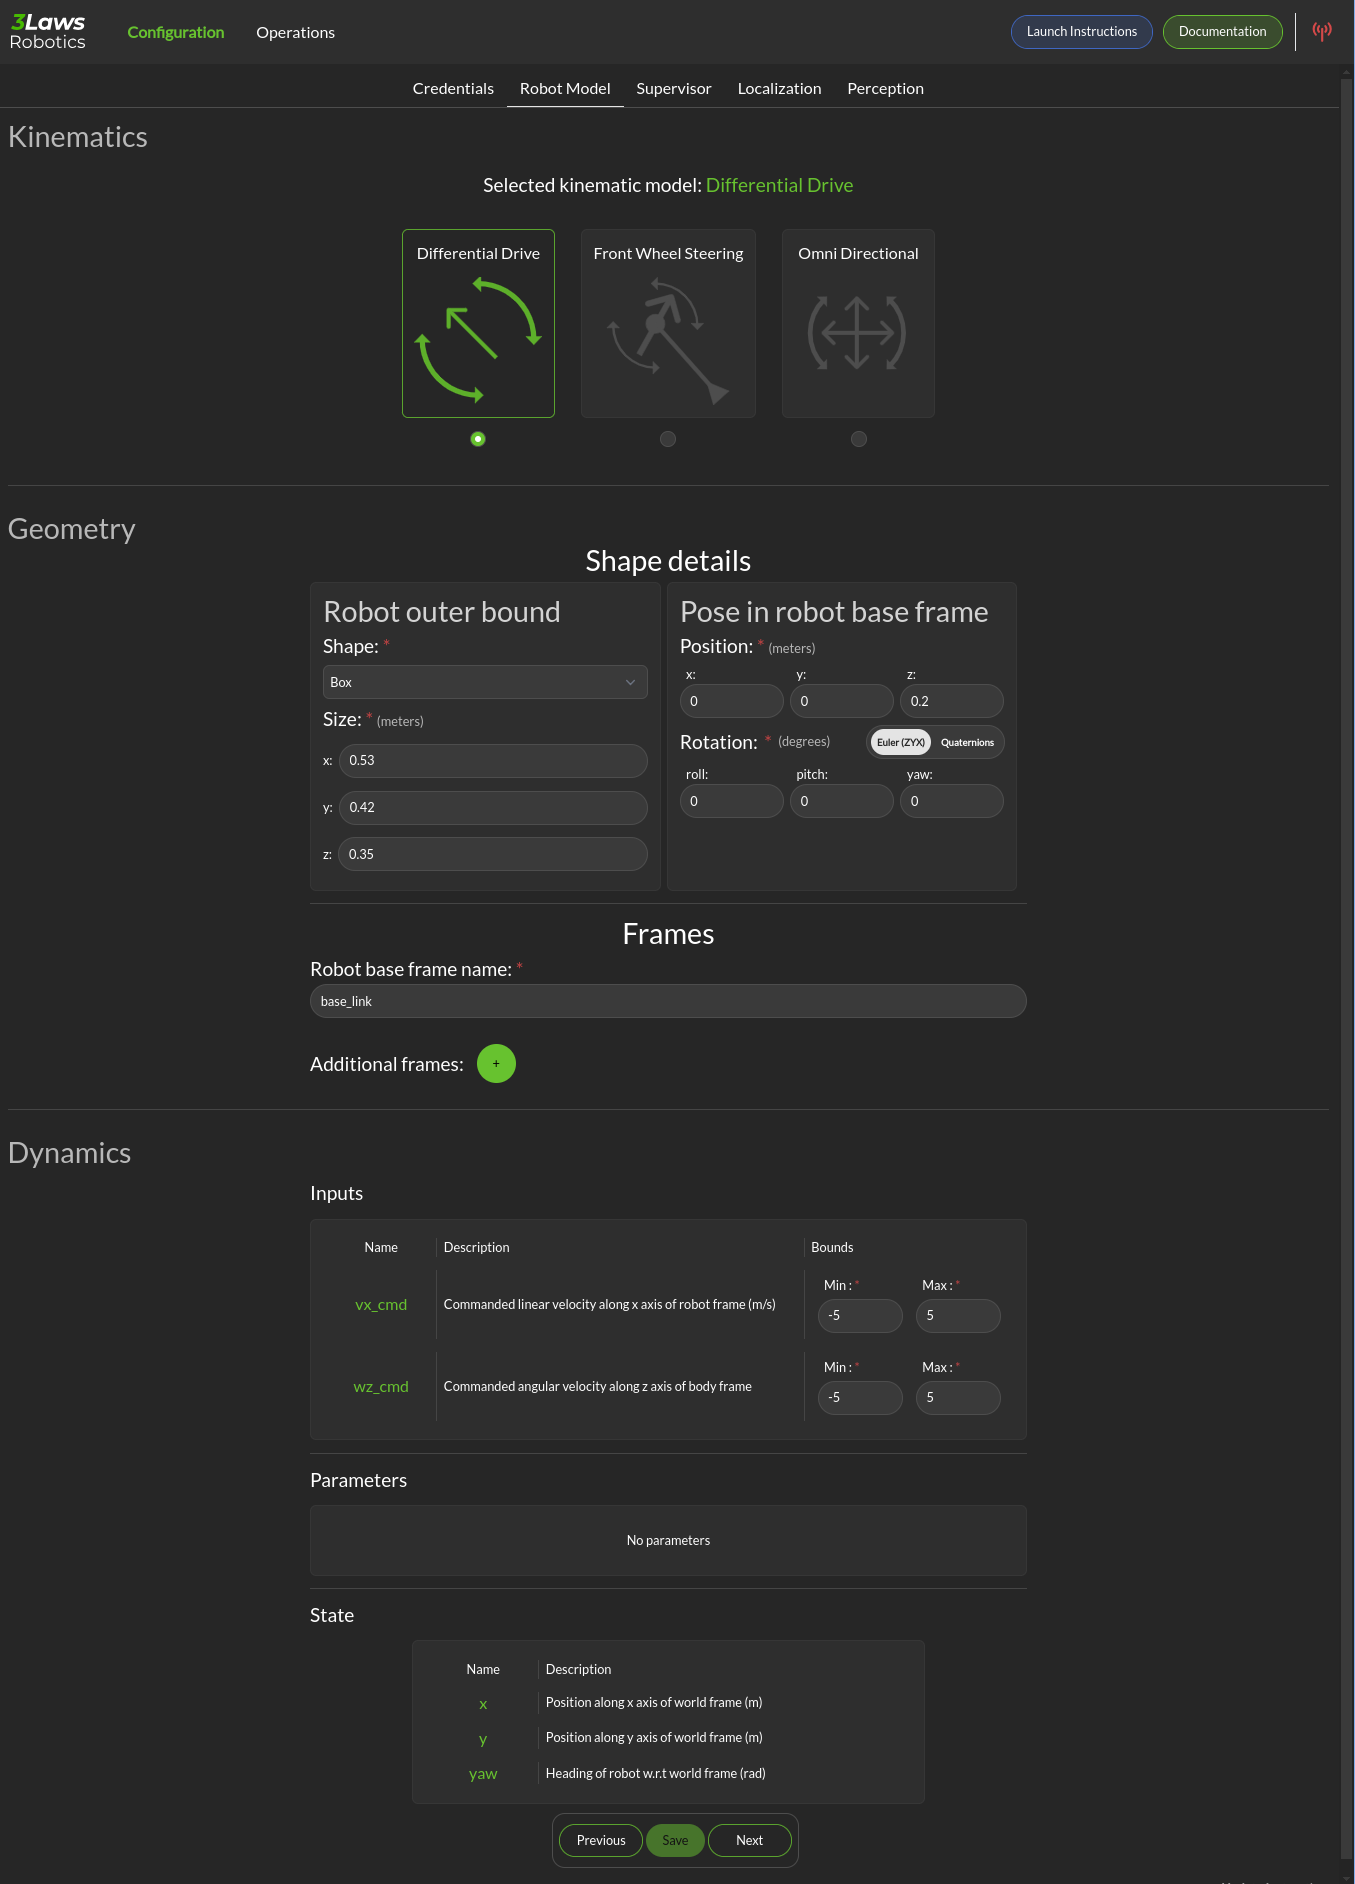 3Laws
Robotics
Configuration
Operations
Launch Instructions
Documentation
Credentials
Robot Model
Supervisor
Localization
Perception
Kinematics
Selected kinematic model: Differential Drive
Differential Drive
Front Wheel Steering
Omni Directional
Geometry
Shape details
Robot outer bound
Shape: *
Box
Size: * (meters)
x: 0.53
y: 0.42
z: 0.35
Pose in robot base frame
Position: * (meters)
x: y: z:
0 0 0.2
Rotation: * (degrees)
Euler (ZYX) Quaternions
roll: pitch: yaw:
0 0 0
Frames
Robot base frame name: *
base_link
Additional frames: +
Dynamics
Inputs
Name Description Bounds
Min : * Max : *
vx_cmd Commanded linear velocity along x axis of robot frame (m/s) -5 5
Min : * Max : *
wz_cmd Commanded angular velocity along z axis of body frame -5 5
Parameters
No parameters
State
Name Description
x Position along x axis of world frame (m)
y Position along y axis of world frame (m)
yaw Heading of robot w.r.t world frame (rad)
Previous Save Next